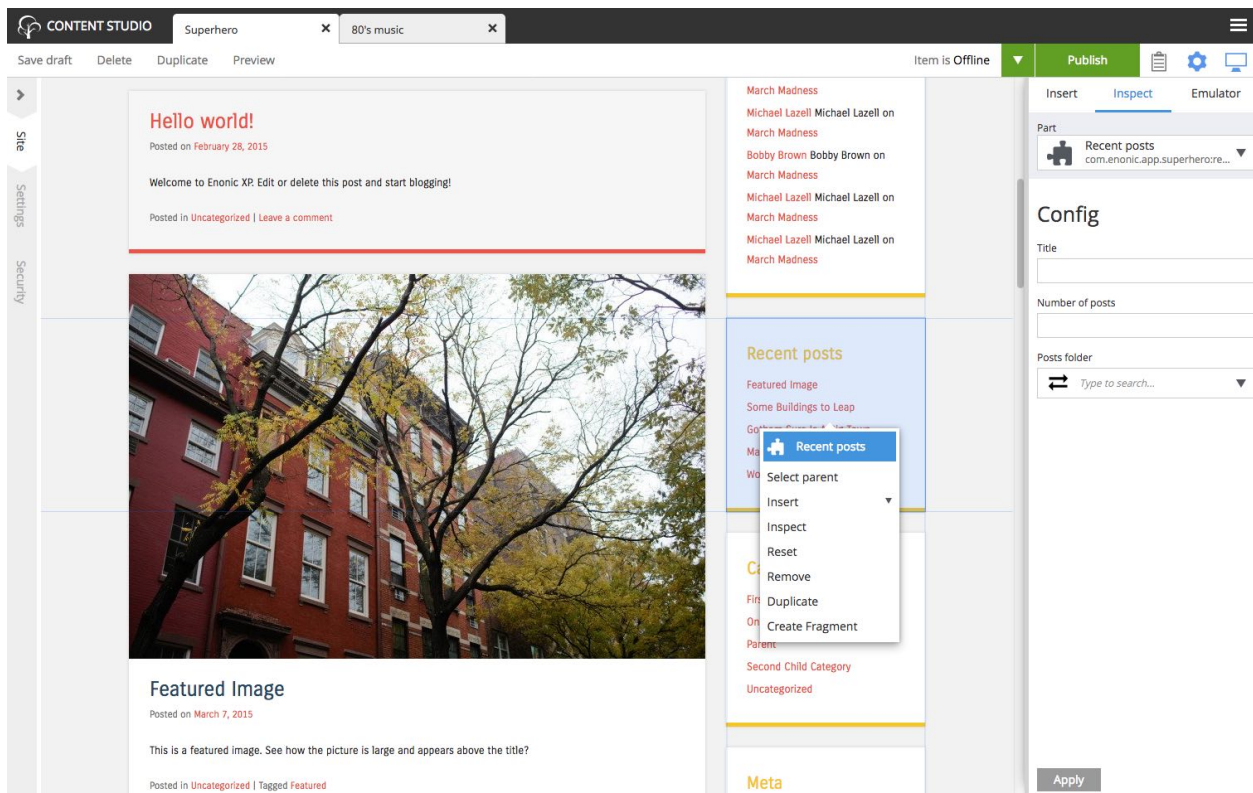 CONTENT STUDIO
Superhero
80's music
Save draft Delete Duplicate Preview
Item is Offline
Publish
Site
Settings
Security
Hello world!
Posted on February 28, 2015
Welcome to Enonic XP. Edit or delete this post and start blogging!
Posted in Uncategorized | Leave a comment
Featured Image
Posted on March 7, 2015
This is a featured image. See how the picture is large and appears above the title?
Posted in Uncategorized | Tagged Featured
March Madness
Michael Lazell Michael Lazell on
March Madness
Bobby Brown Bobby Brown on
March Madness
Michael Lazell Michael Lazell on
March Madness
Michael Lazell Michael Lazell on
March Madness
Recent posts
Featured Image
Some Buildings to Leap
Recent posts
Select parent
Insert
Inspect
Reset
Remove
Duplicate
Create Fragment
Parent
Second Child Category
Uncategorized
Meta
Insert Inspect Emulator
Part
Recent posts
com.enonic.app.superhero:re...
Config
Title
Number of posts
Posts folder
Type to search...
Apply